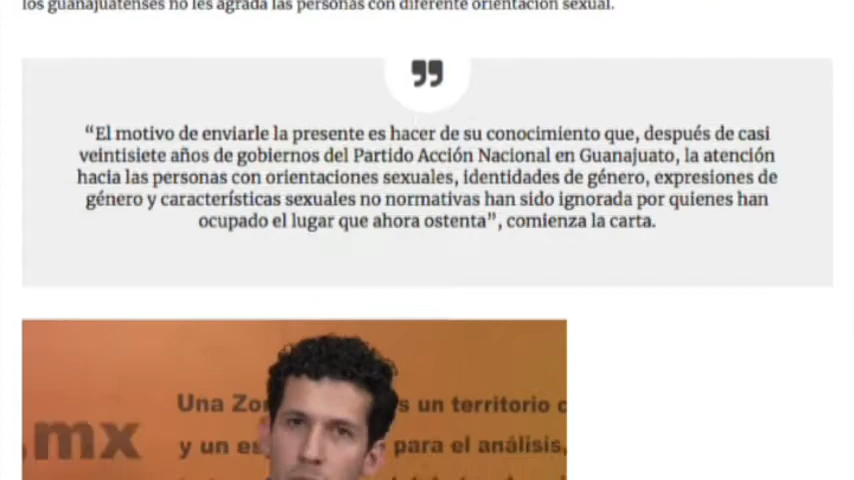 los guanajuatenses no les agrada las personas con diferente orientación sexual.
”
“El motivo de enviarle la presente es hacer de su conocimiento que, después de casi
veintisiete años de gobiernos del Partido Acción Nacional en Guanajuato, la atención
hacia las personas con orientaciones sexuales, identidades de género, expresiones de
género y características sexuales no normativas han sido ignorada por quienes han
ocupado el lugar que ahora ostenta”, comienza la carta.
Una Zo s un territorio
.mx y un es para el análisis,